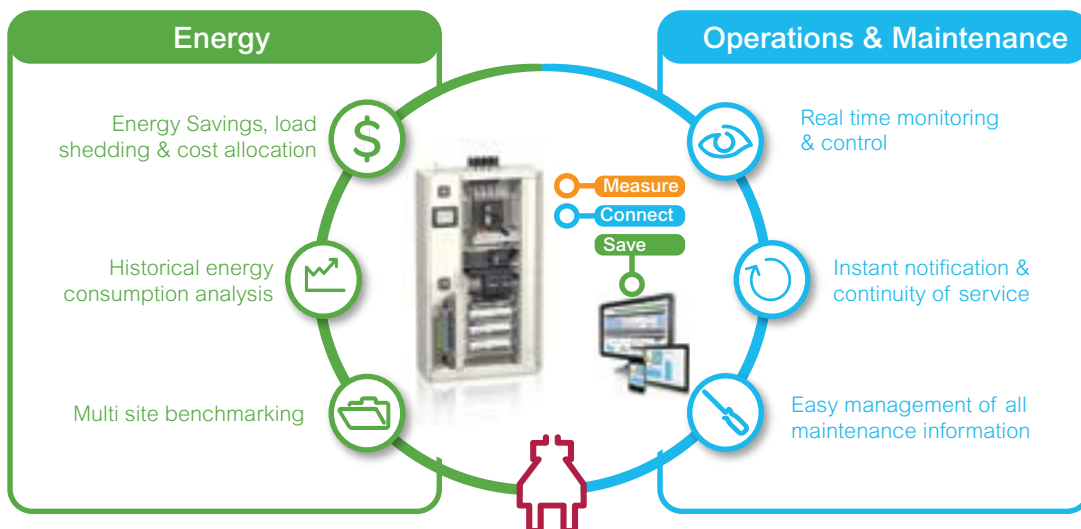 Energy
Operations & Maintenance
Energy Savings, load
shedding & cost allocation
Real time monitoring
& control
Measure
Connect
Save
Historical energy
consumption analysis
Instant notification &
continuity of service
Multi site benchmarking
Easy management of all
maintenance information
$